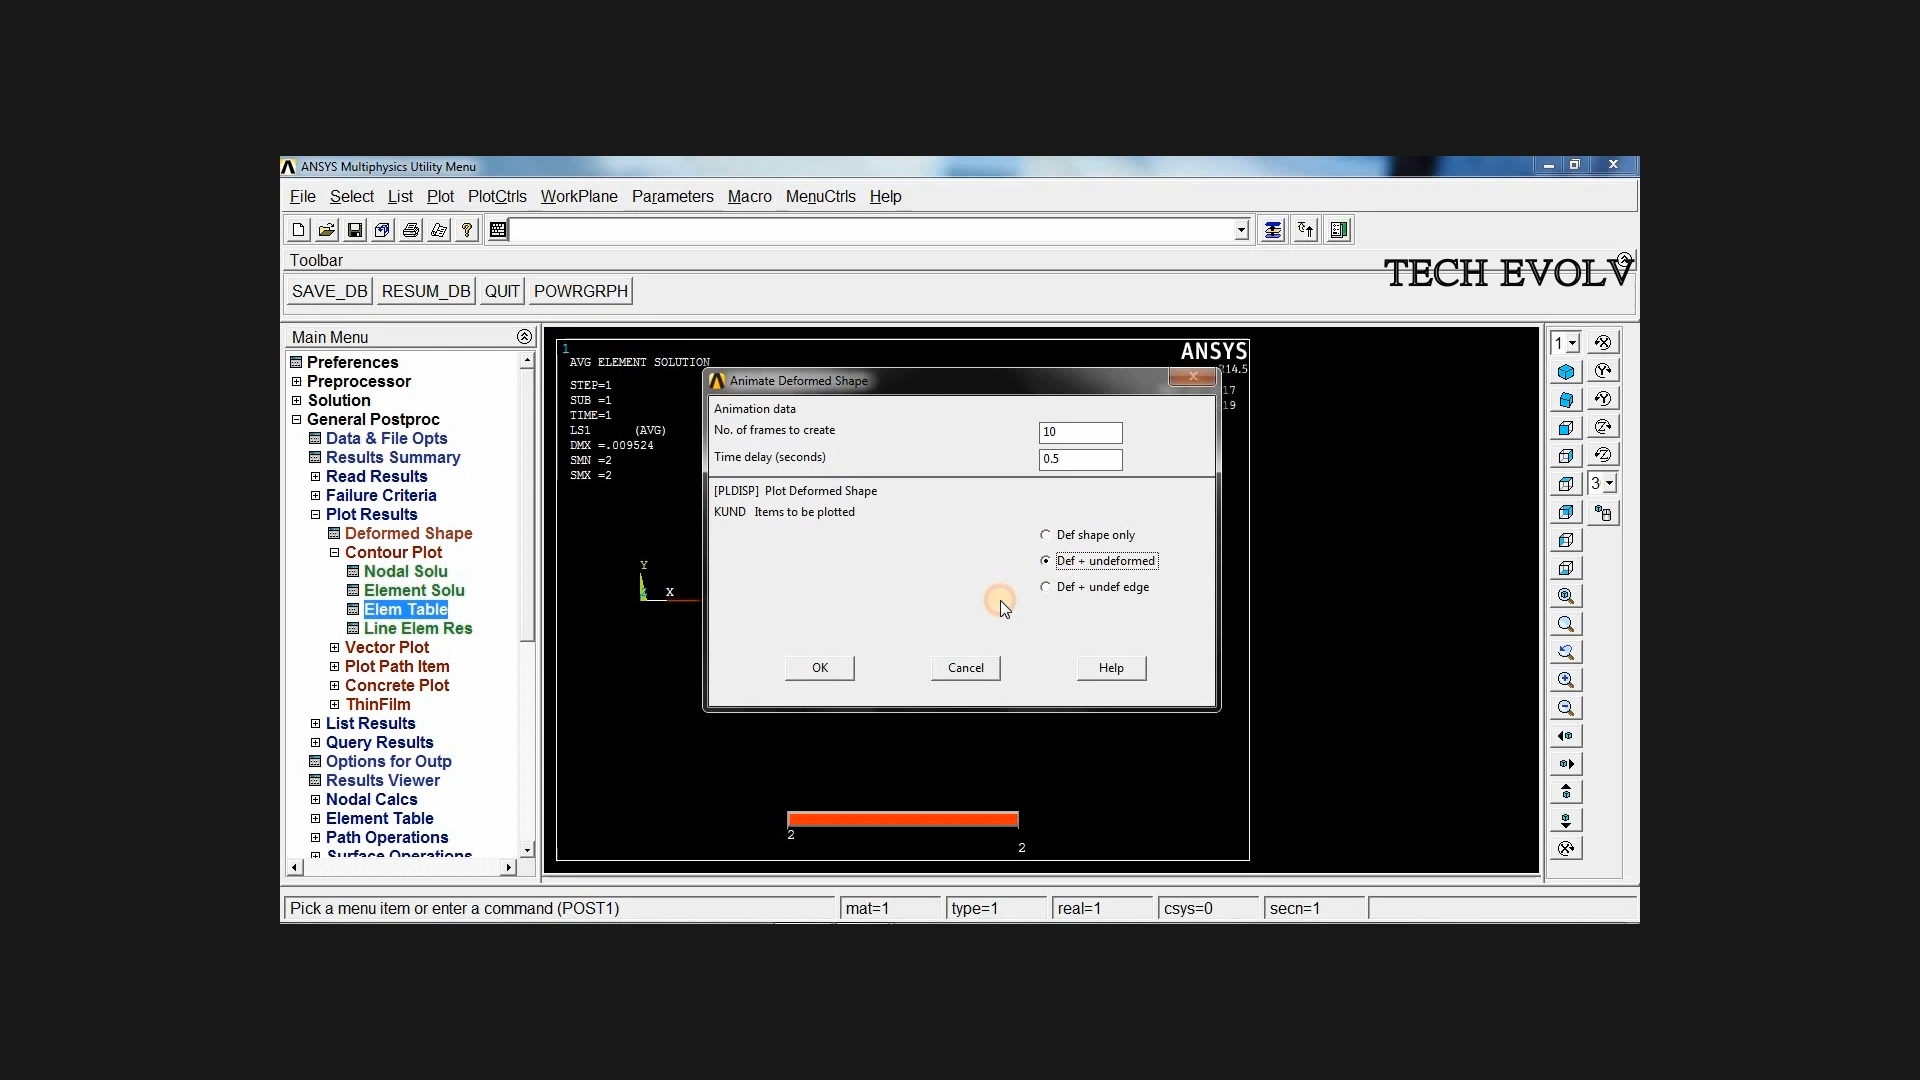 ANSYS Multiphysics Utility Menu
File Select List Plot PlotCtrls WorkPlane Parameters Macro MenuCtrls Help
Toolbar
TECH EVOLV
SAVE_DB RESUM_DB QUIT POWRGRPH
Main Menu
Preferences
Preprocessor
Solution
General Postproc
Data & File Opts
Results Summary
Read Results
Failure Criteria
Plot Results
Deformed Shape
Contour Plot
Nodal Solu
Element Solu
Elem Table
Line Elem Res
Vector Plot
Plot Path Item
Concrete Plot
ThinFilm
List Results
Query Results
Options for Outp
Results Viewer
Nodal Calcs
Element Table
Path Operations
Surface Operations
1
AVG ELEMENT SOLUTION
STEP=1
SUB =1
TIME=1
LS1 (AVG)
DMX =.009524
SMN =2
SMX =2
ANSYS
R14.5
17
19
Y
X
Animate Deformed Shape
Animation data
No. of frames to create 10
Time delay (seconds) 0.5
[PLDISP] Plot Deformed Shape
KUND Items to be plotted
Def shape only
Def + undeformed
Def + undef edge
OK Cancel Help
2
2
1
3
Pick a menu item or enter a command (POST1) mat=1 type=1 real=1 csys=0 secn=1